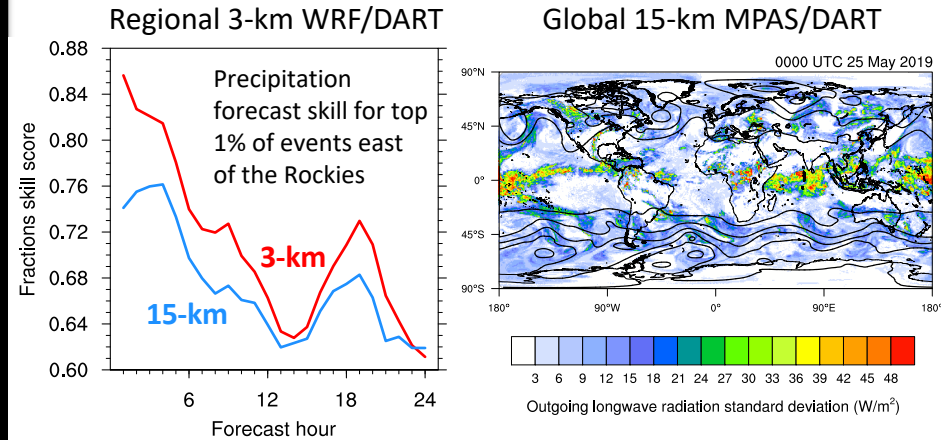 Regional 3-km WRF/DART
0.88
0.84
0.80
0.76
0.72
0.68
0.64
0.60
Fractions skill score
Precipitation
forecast skill for top
1% of events east
of the Rockies
3-km
15-km
6 12 18 24
Forecast hour
Global 15-km MPAS/DART
0000 UTC 25 May 2019
90°N
45°N
0°
45°S
90°S
180° 90°W 0° 90°E 180°
3 6 9 12 15 18 21 24 27 30 33 36 39 42 45 48
Outgoing longwave radiation standard deviation (W/m²)